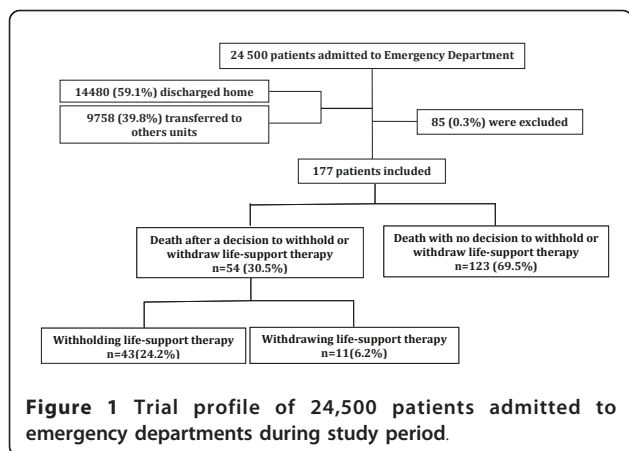 24 500 patients admitted to Emergency Department
14480 (59.1%) discharged home
9758 (39.8%) transferred to
others units
85 (0.3%) were excluded
177 patients included
Death after a decision to withhold or
withdraw life-support therapy
n=54 (30.5%)
Death with no decision to withhold or
withdraw life-support therapy
n=123 (69.5%)
Withholding life-support therapy
n=43(24.2%)
Withdrawing life-support therapy
n=11(6.2%)
Figure 1 Trial profile of 24,500 patients admitted to
emergency departments during study period.